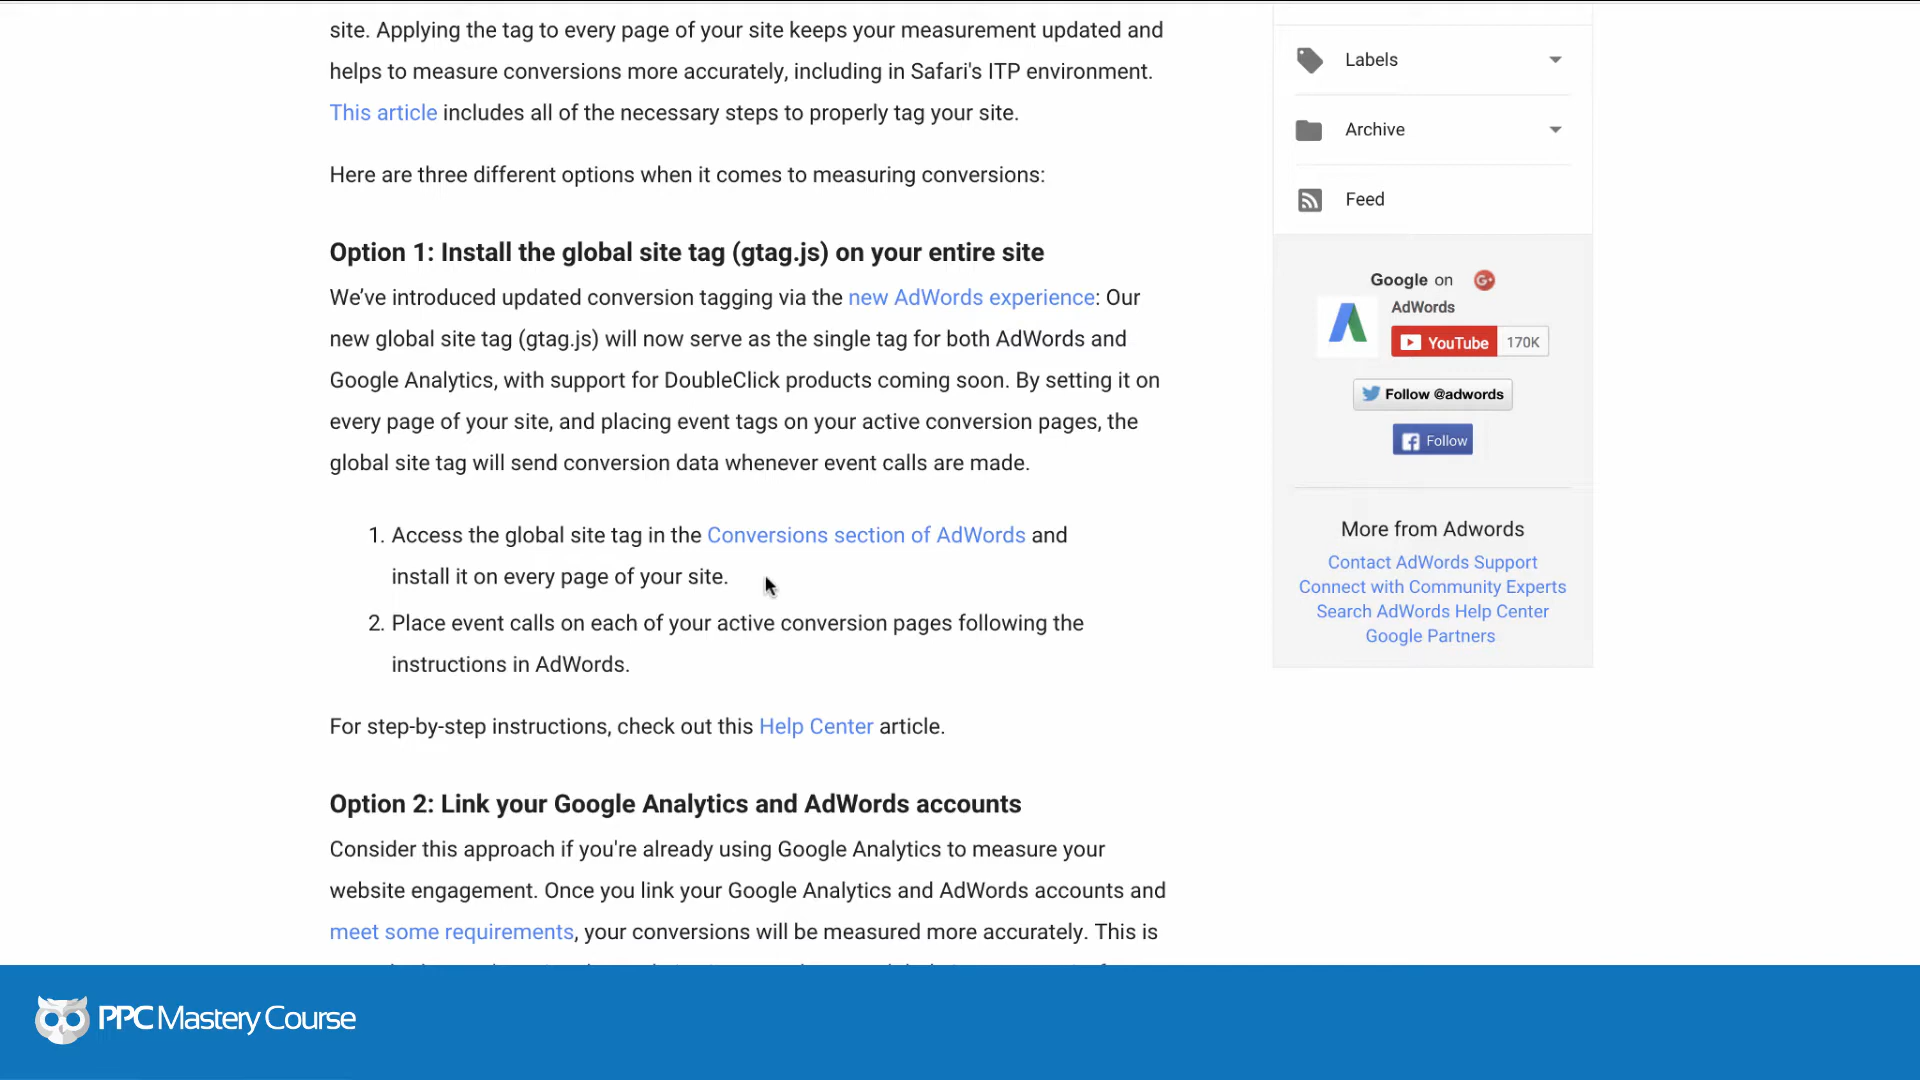 site. Applying the tag to every page of your site keeps your measurement updated and
helps to measure conversions more accurately, including in Safari's ITP environment.
This article includes all of the necessary steps to properly tag your site.
Here are three different options when it comes to measuring conversions:
Option 1: Install the global site tag (gtag.js) on your entire site
We’ve introduced updated conversion tagging via the new AdWords experience: Our
new global site tag (gtag.js) will now serve as the single tag for both AdWords and
Google Analytics, with support for DoubleClick products coming soon. By setting it on
every page of your site, and placing event tags on your active conversion pages, the
global site tag will send conversion data whenever event calls are made.
1. Access the global site tag in the Conversions section of AdWords and
install it on every page of your site.
2. Place event calls on each of your active conversion pages following the
instructions in AdWords.
For step-by-step instructions, check out this Help Center article.
Option 2: Link your Google Analytics and AdWords accounts
Consider this approach if you're already using Google Analytics to measure your
website engagement. Once you link your Google Analytics and AdWords accounts and
meet some requirements, your conversions will be measured more accurately. This is
Labels
Archive
Feed
Google on G+
AdWords
YouTube 170K
Follow @adwords
Follow
More from Adwords
Contact AdWords Support
Connect with Community Experts
Search AdWords Help Center
Google Partners
PPC Mastery Course